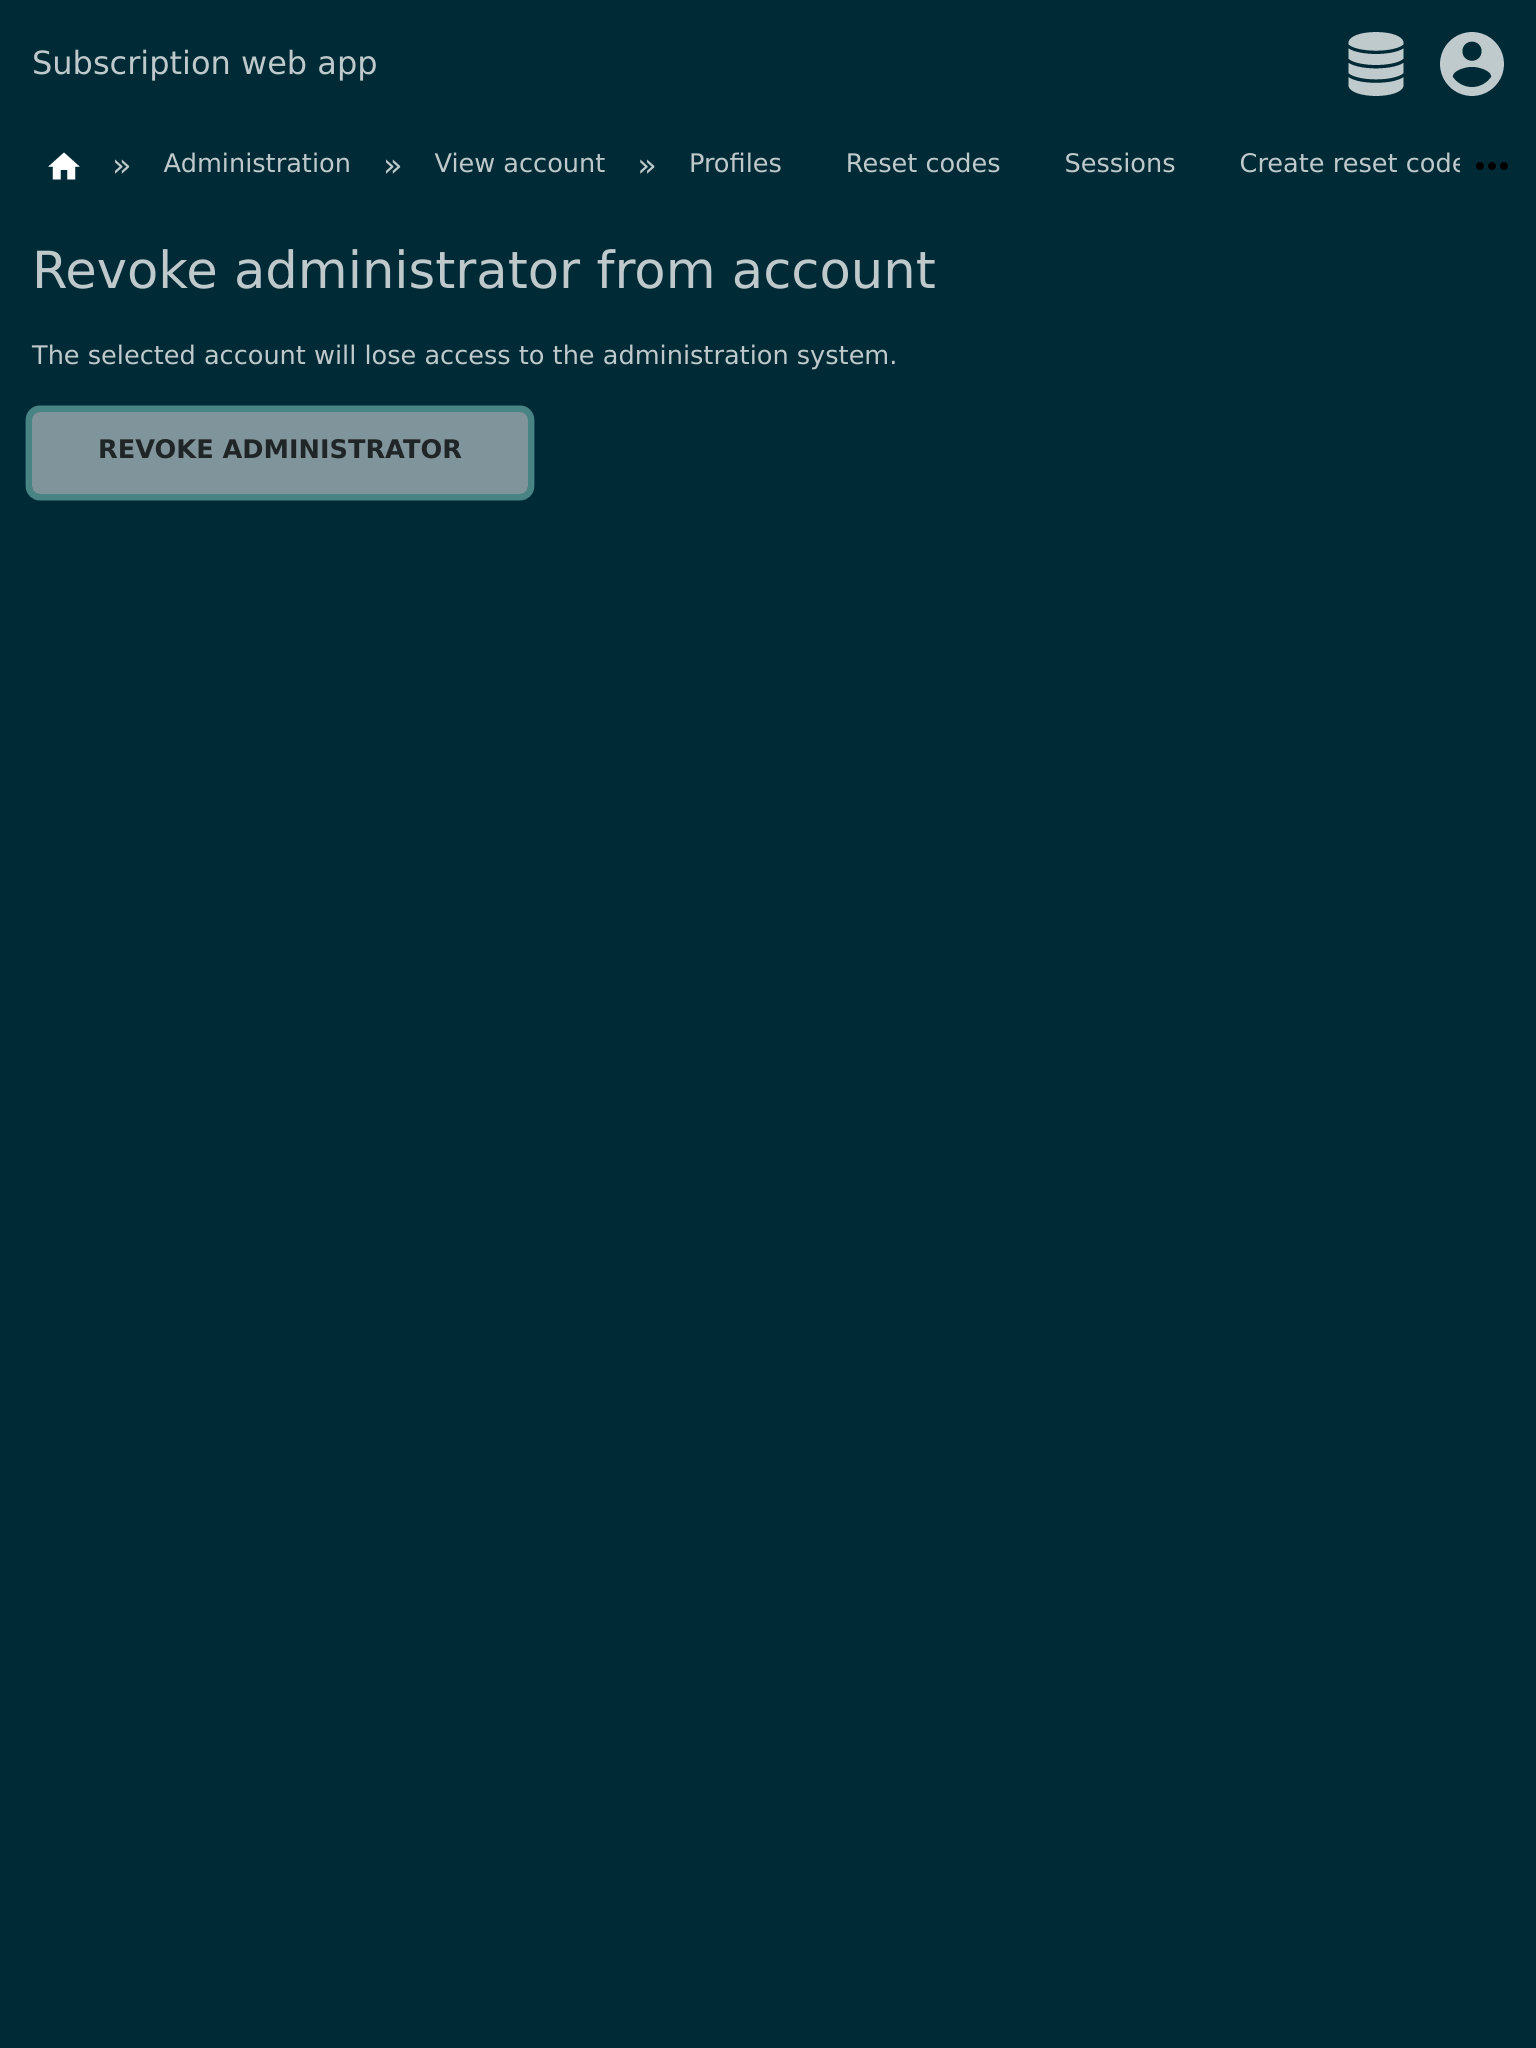 Subscription web app
» Administration » View account » Profiles Reset codes Sessions Create reset code
Revoke administrator from account
The selected account will lose access to the administration system.
REVOKE ADMINISTRATOR